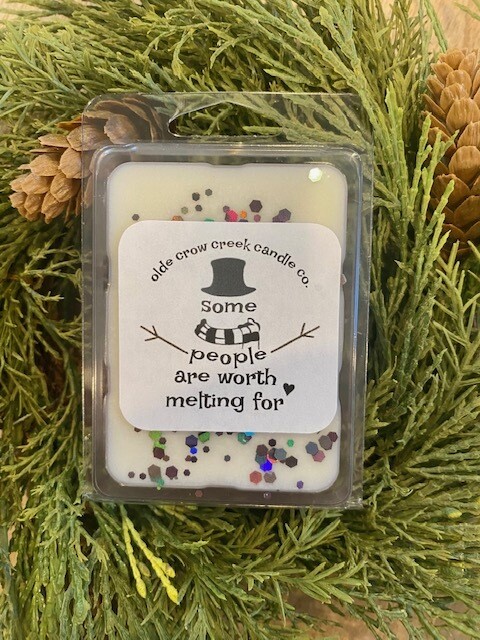 olde crow creek candle co.
some
people
are worth
melting for